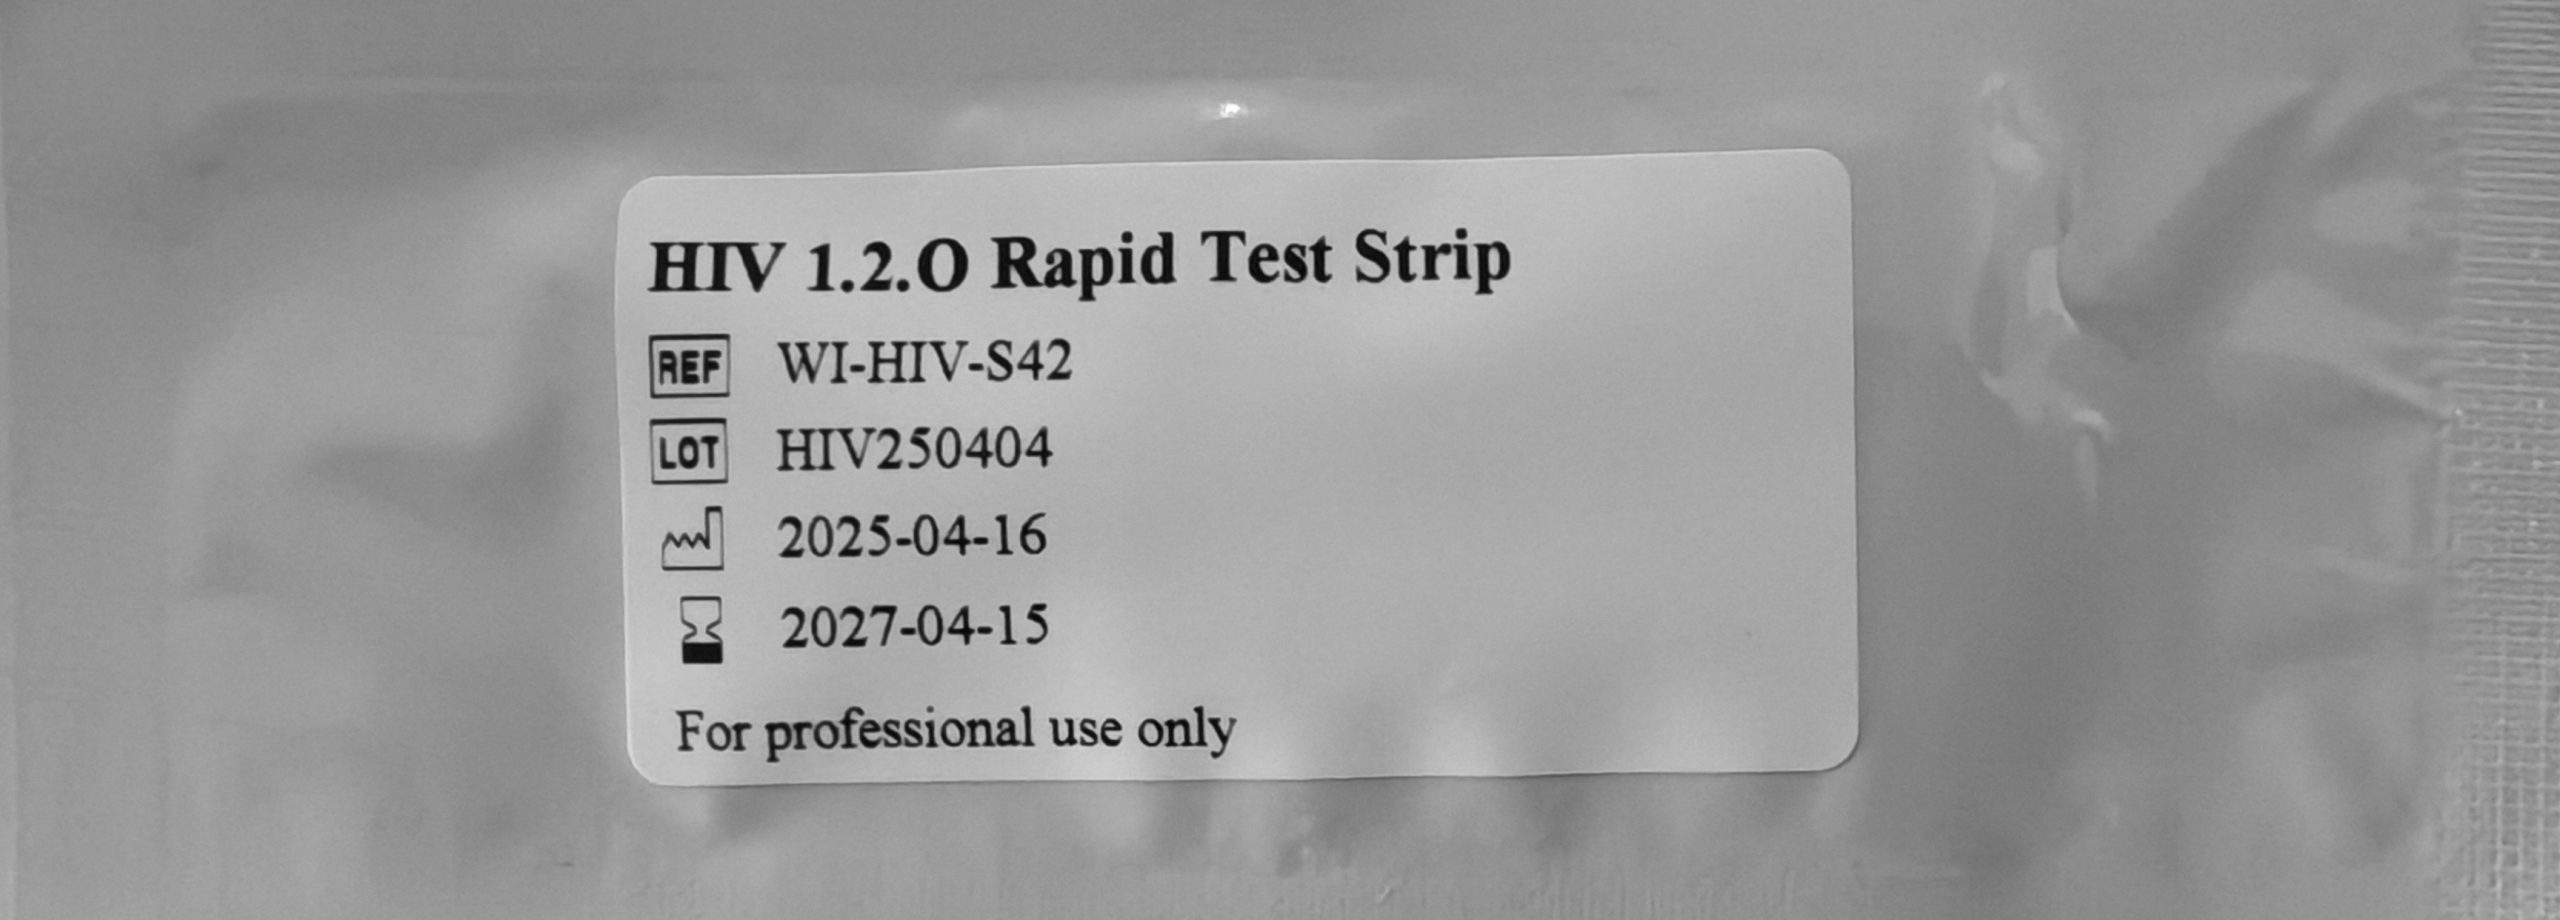 HIV 1.2.O Rapid Test Strip
REF WI-HIV-S42
LOT HIV250404
2025-04-16
2027-04-15
For professional use only